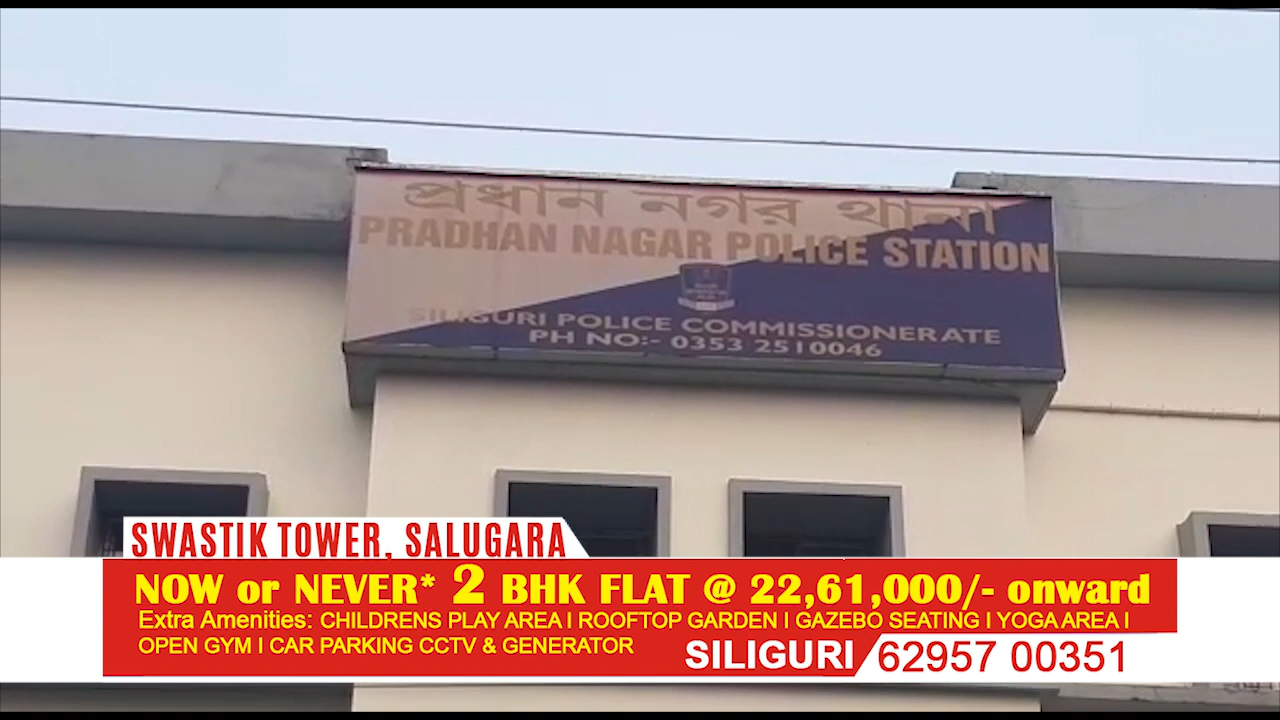 প্রধান নগর থানা
PRADHAN NAGAR POLICE STATION
SILIGURI POLICE COMMISSIONERATE
PH NO:- 0353 2510046
SWASTIK TOWER, SALUGARA
NOW or NEVER* 2 BHK FLAT @ 22,61,000/- onward
Extra Amenities: CHILDRENS PLAY AREA I ROOFTOP GARDEN I GAZEBO SEATING I YOGA AREA I
OPEN GYM I CAR PARKING CCTV & GENERATOR
SILIGURI 62957 00351